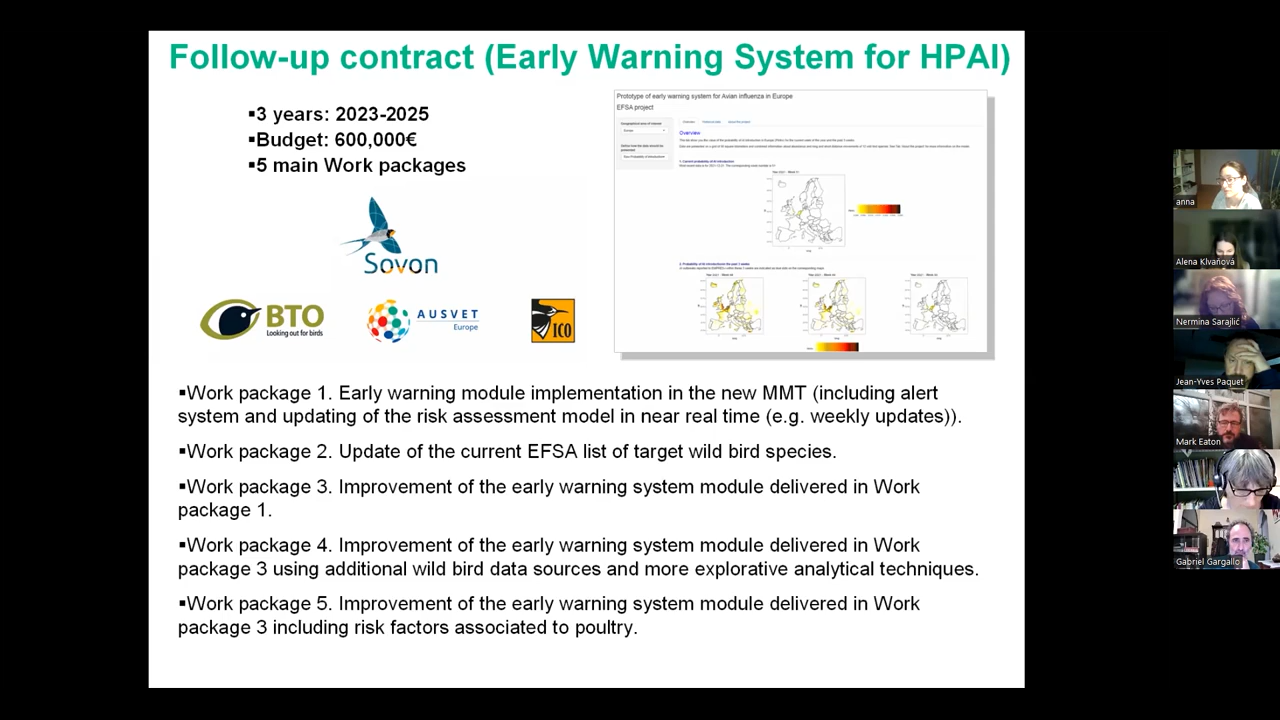 Follow-up contract (Early Warning System for HPAI)
▪3 years: 2023-2025
▪Budget: 600,000€
▪5 main Work packages
Sovon
BTO
Looking out for birds
AUSVET
Europe
ICO
Prototype of early warning system for Avian influenza in Europe
EFSA project
Overview
▪Work package 1. Early warning module implementation in the new MMT (including alert
system and updating of the risk assessment model in near real time (e.g. weekly updates)).
▪Work package 2. Update of the current EFSA list of target wild bird species.
▪Work package 3. Improvement of the early warning system module delivered in Work
package 1.
▪Work package 4. Improvement of the early warning system module delivered in Work
package 3 using additional wild bird data sources and more explorative analytical techniques.
▪Work package 5. Improvement of the early warning system module delivered in Work
package 3 including risk factors associated to poultry.
anna
Alena Klvaňová
Nermina Sarajlić
Jean-Yves Paquet
Mark Eaton
Gabriel Gargallo